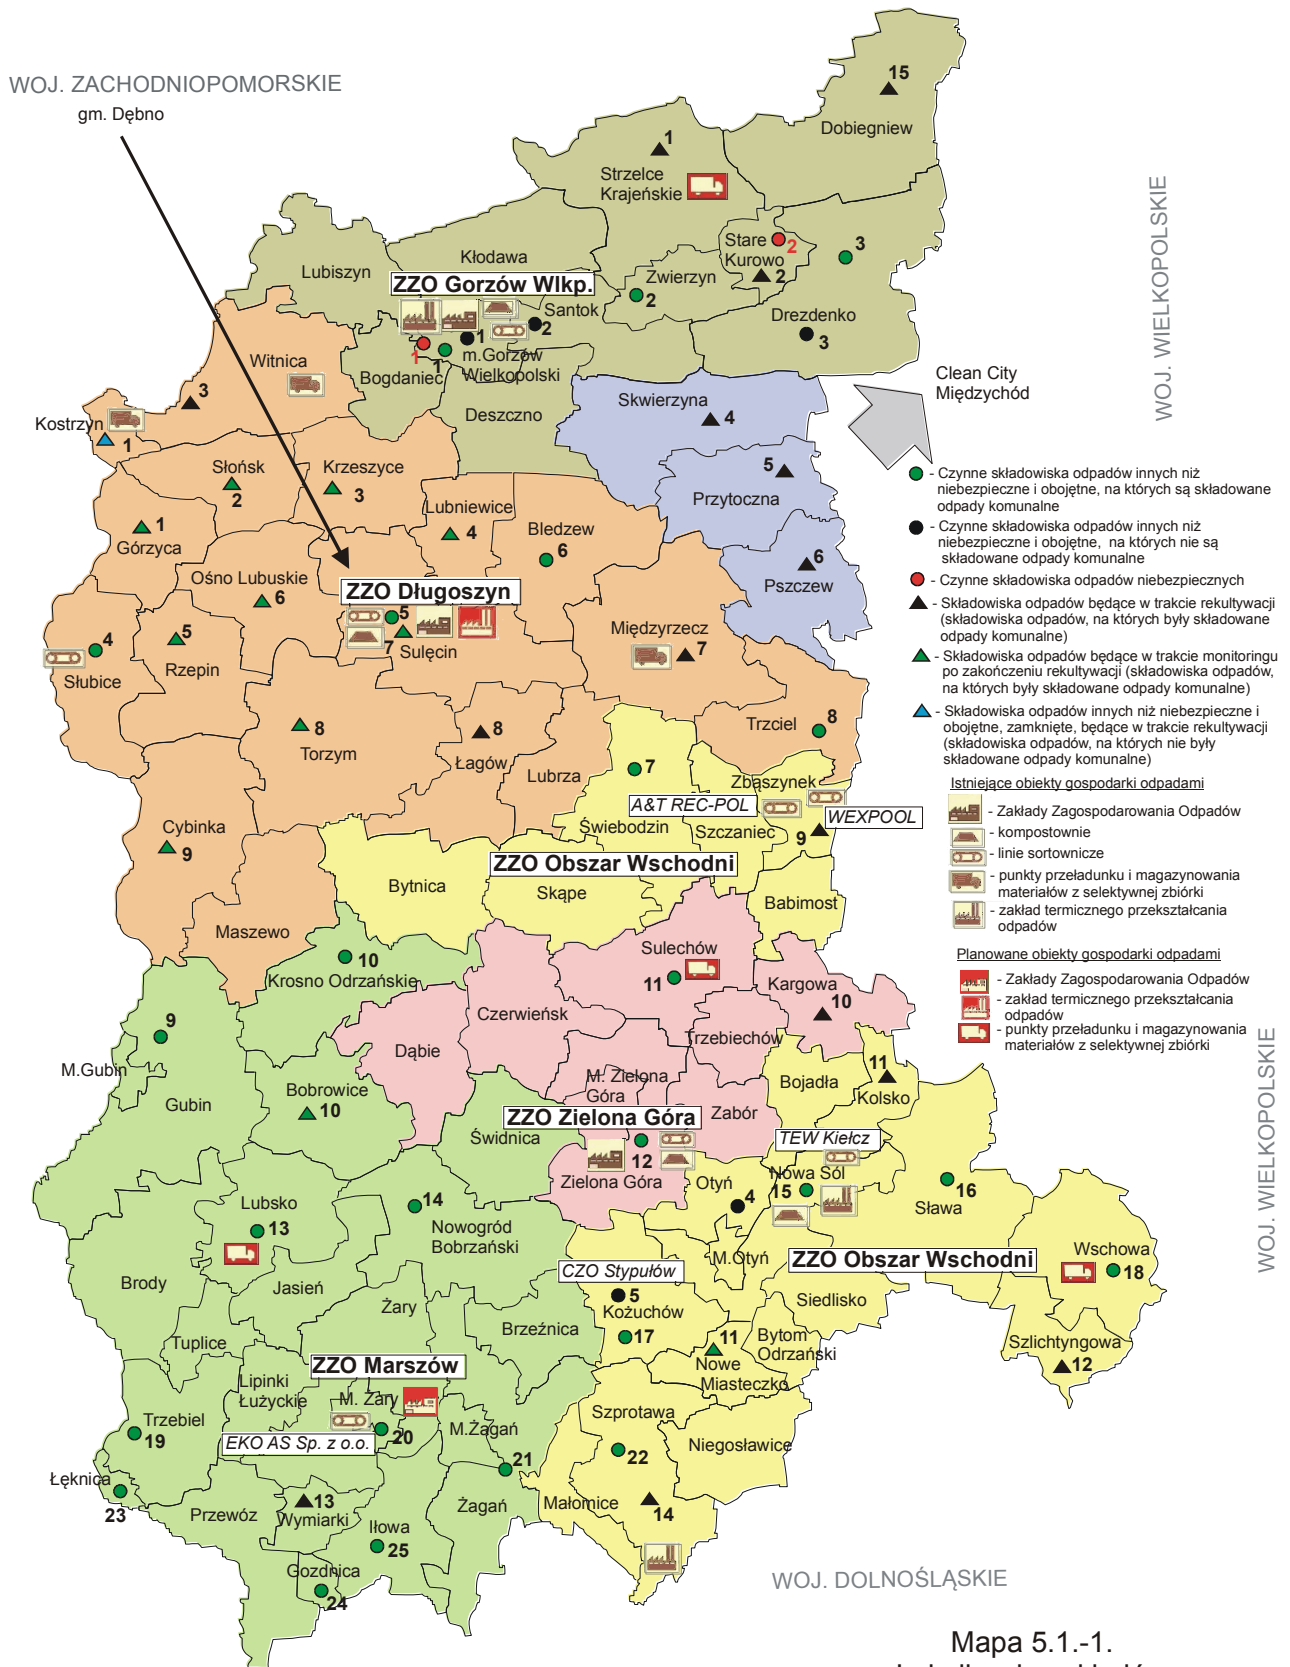 WOJ. ZACHODNIOPOMORSKIE
gm. Dębno
15
Dobiegniew
1
Strzelce
Krajeńskie
WOJ. WIELKOPOLSKIE
Stare
Kurowo
2
2
3
Kłodawa
Lubiszyn
ZZO Gorzów Wlkp.
Zwierzyn
2
Santok
2
Drezdenko
3
1
1
1
m.Gorzów
Wielkopolski
Bogdaniec
Witnica
Deszczno
Clean City
Międzychód
3
Kostrzyn
1
Skwierzyna
4
Słońsk
2
Krzeszyce
3
5
Przytoczna
Lubniewice
4
Bledzew
6
1
Górzyca
6
Pszczew
Ośno Lubuskie
6
ZZO Długoszyn
5
7
Sulęcin
Międzyrzecz
7
4
Słubice
5
Rzepin
8
Torzym
8
Łagów
Trzciel
8
Lubrza
7
Zbąszynek
A&T REC-POL
WEXPOOL
Świebodzin
Szczaniec
9
Cybinka
9
ZZO Obszar Wschodni
Bytnica
Skąpe
Babimost
Maszewo
10
Krosno Odrzańskie
Sulechów
11
Kargowa
10
Czerwieńsk
Trzebiechów
9
M.Gubin
Gubin
Dąbie
Bobrowice
10
M. Zielona
Góra
Bojadła
11
Kolsko
ZZO Zielona Góra
Zabór
Świdnica
12
Zielona Góra
TEW Kiełcz
Otyń
4
Nowa Sól
15
16
Sława
Lubsko
13
14
Nowogród
Bobrzański
M.Otyń
ZZO Obszar Wschodni
Wschowa
18
WOJ. WIELKOPOLSKIE
Brody
Jasień
CZO Stypułów
5
Kożuchów
17
Siedlisko
Żary
Brzeźnica
Tuplice
11
Nowe
Miasteczko
Bytom
Odrzański
Szlichtyngowa
12
ZZO Marszów
Lipinki
Łużyckie
M. Żary
20
Trzebiel
19
EKO AS Sp. z o.o.
M.Żagań
21
Szprotawa
22
Niegosławice
Łęknica
23
Przewóz
13
Wymiarki
Żagań
Małomice
14
Iłowa
25
Gozdnica
24
WOJ. DOLNOŚLĄSKIE
- Czynne składowiska odpadów innych niż
niebezpieczne i obojętne, na których są składowane
odpady komunalne
- Czynne składowiska odpadów innych niż
niebezpieczne i obojętne, na których nie są
składowane odpady komunalne
- Czynne składowiska odpadów niebezpiecznych
- Składowiska odpadów będące w trakcie rekultywacji
(składowiska odpadów, na których były składowane
odpady komunalne)
- Składowiska odpadów będące w trakcie monitoringu
po zakończeniu rekultywacji (składowiska odpadów,
na których były składowane odpady komunalne)
- Składowiska odpadów innych niż niebezpieczne i
obojętne, zamknięte, będące w trakcie rekultywacji
(składowiska odpadów, na których nie były
składowane odpady komunalne)
Istniejące obiekty gospodarki odpadami
- Zakłady Zagospodarowania Odpadów
- kompostownie
- linie sortownicze
- punkty przeładunku i magazynowania
materiałów z selektywnej zbiórki
- zakład termicznego przekształcania
odpadów
Planowane obiekty gospodarki odpadami
- Zakłady Zagospodarowania Odpadów
- zakład termicznego przekształcania
odpadów
- punkty przeładunku i magazynowania
materiałów z selektywnej zbiórki
Mapa 5.1.-1.